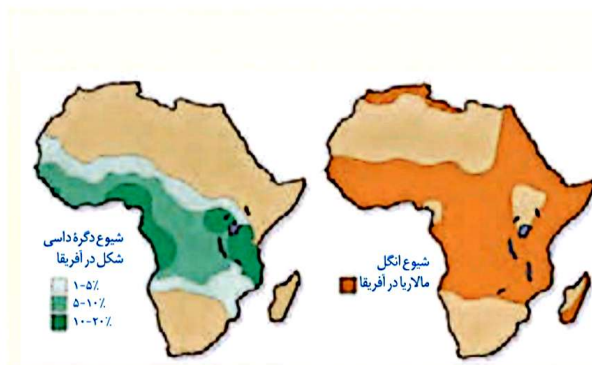 شیوع دگرهٔ داسی
شکل در آفریقا
۱-۵٪
۵-۱۰٪
۱۰-۲۰٪
شیوع انگل
مالاریا در آفریقا